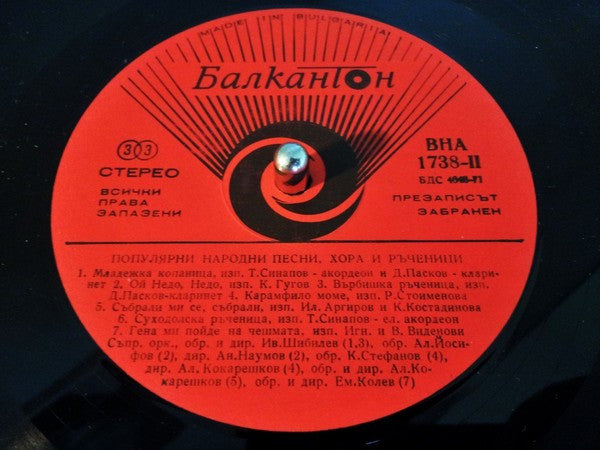 MADE IN BULGARIA
Балкантон
33
СТЕРЕО
ВСИЧКИ
ПРАВА
ЗАПАЗЕНИ
ВНА
1738-II
БДС
ПРЕЗАПИСЪТ
ЗАБРАНЕН
ПОПУЛЯРНИ НАРОДНИ ПЕСНИ, ХОРА И РЪЧЕНИЦИ
1. Младежка копаница, изп. Т.Синапов - акордеон и Д.Пасков - клари-
нет 2. Ой Недо, Недо, изп. К. Гугов 3. Върбишка ръченица, изп.
Д.Пасков-кларинет 4. Карамфило моме, изп. Р.Стоименова
5. Събрали ми се, събрали, изп. Ил. Аргиров и К.Костадинова
6. Суходолска ръченица, изп. Т.Синапов - ел. акордеон
7. Гена ми пойде на чешмата, изп. Игн. и В. Виденови
Съпр. орк., обр. и дир. Ив.Шибилев (1,3), обр. Ал.Йоси-
фов (2), дир. Ан.Наумов (2), обр. К.Стефанов (4),
дир. Ал. Кокарешков (4), обр. и дир. Ал.Ко-
карешков (5), обр. и дир. Ем.Колев (7)